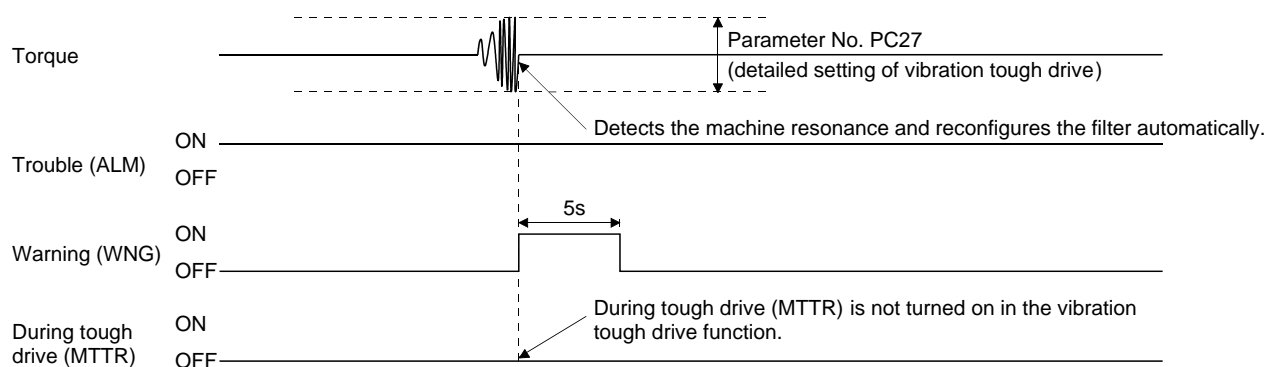 Torque
Parameter No. PC27
(detailed setting of vibration tough drive)
Detects the machine resonance and reconfigures the filter automatically.
Trouble (ALM)
ON
OFF
5s
Warning (WNG)
ON
OFF
During tough
drive (MTTR)
ON
OFF
During tough drive (MTTR) is not turned on in the vibration
tough drive function.